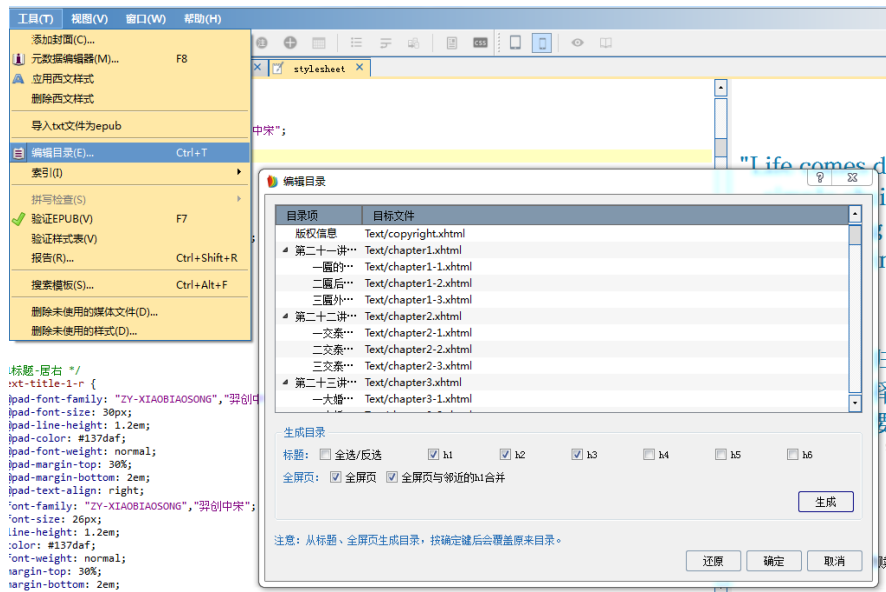 工具(T) 视图(V) 窗口(W) 帮助(H)
添加封面(C)...
元数据编辑器(M)... F8
应用西文样式
删除西文样式
导入txt文件为epub
编辑目录(E)... Ctrl+T
索引(I)
拼写检查(S)
验证EPUB(V) F7
验证样式表(V)
报告(R)... Ctrl+Shift+R
搜索模板(S)... Ctrl+Alt+F
删除未使用的媒体文件(D)...
删除未使用的样式(D)...
CSS
stylesheet
中宋";
"Life comes d
编辑目录
目录项 目标文件
版权信息 Text/copyright.xhtml
第二十一讲… Text/chapter1.xhtml
一匾的… Text/chapter1-1.xhtml
二匾后… Text/chapter1-2.xhtml
三匾外… Text/chapter1-3.xhtml
第二十二讲… Text/chapter2.xhtml
一交泰… Text/chapter2-1.xhtml
二交泰… Text/chapter2-2.xhtml
三交泰… Text/chapter2-3.xhtml
第二十三讲… Text/chapter3.xhtml
一大婚… Text/chapter3-1.xhtml
生成目录
标题: 全选/反选 h1 h2 h3 h4 h5 h6
全屏页: 全屏页 全屏页与邻近的h1合并
生成
注意: 从标题、全屏页生成目录，按确定键后会覆盖原来目录。
还原 确定 取消
标题-居右 */
ext-title-1-r {
pad-font-family: "ZY-XIAOBIAOSONG","羿创中
pad-font-size: 30px;
pad-line-height: 1.2em;
pad-color: #137daf;
pad-font-weight: normal;
pad-margin-top: 30%;
pad-margin-bottom: 2em;
pad-text-align: right;
font-family: "ZY-XIAOBIAOSONG","羿创中宋";
font-size: 26px;
line-height: 1.2em;
color: #137daf;
font-weight: normal;
margin-top: 30%;
margin-bottom: 2em;